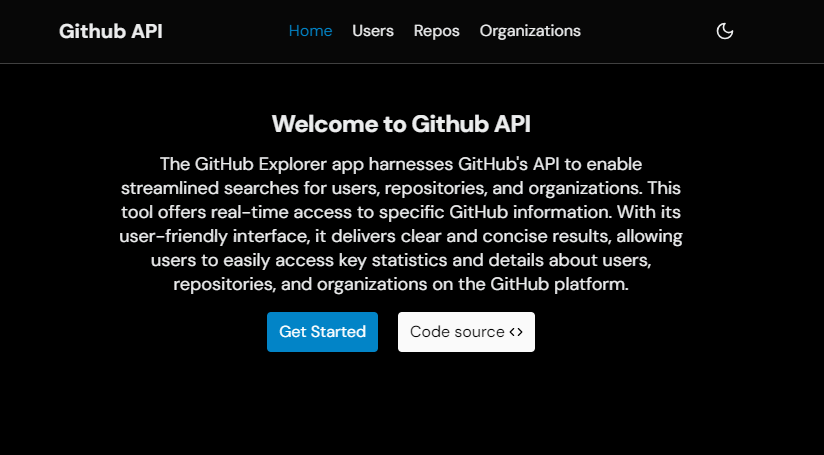 Github API
Home Users Repos Organizations
Welcome to Github API
The GitHub Explorer app harnesses GitHub's API to enable
streamlined searches for users, repositories, and organizations. This
tool offers real-time access to specific GitHub information. With its
user-friendly interface, it delivers clear and concise results, allowing
users to easily access key statistics and details about users,
repositories, and organizations on the GitHub platform.
Get Started
Code source <>